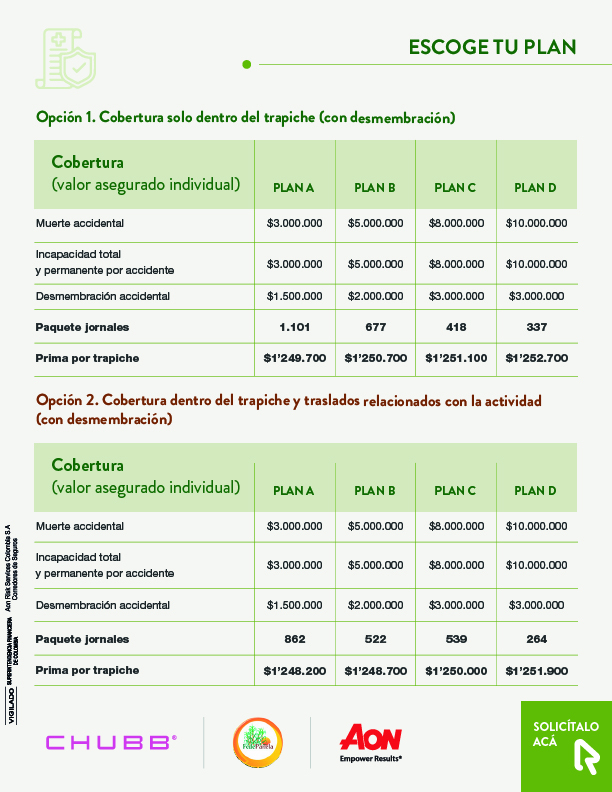 ESCOGE TU PLAN
Opción 1. Cobertura solo dentro del trapiche (con desmembración)
Cobertura
(valor asegurado individual) PLAN A PLAN B PLAN C PLAN D
Muerte accidental $3.000.000 $5.000.000 $8.000.000 $10.000.000
Incapacidad total
y permanente por accidente $3.000.000 $5.000.000 $8.000.000 $10.000.000
Desmembración accidental $1.500.000 $2.000.000 $3.000.000 $3.000.000
Paquete jornales 1.101 677 418 337
Prima por trapiche $1'249.700 $1'250.700 $1'251.100 $1'252.700
Opción 2. Cobertura dentro del trapiche y traslados relacionados con la actividad
(con desmembración)
Cobertura
(valor asegurado individual) PLAN A PLAN B PLAN C PLAN D
Muerte accidental $3.000.000 $5.000.000 $8.000.000 $10.000.000
Incapacidad total
y permanente por accidente $3.000.000 $5.000.000 $8.000.000 $10.000.000
Desmembración accidental $1.500.000 $2.000.000 $3.000.000 $3.000.000
Paquete jornales 862 522 539 264
Prima por trapiche $1'248.200 $1'248.700 $1'250.000 $1'251.900
Aon Risk Services Colombia S.A
Corredores de Seguros
VIGILADO SUPERINTENDENCIA FINANCIERA
DE COLOMBIA
CHUBB®
FedePanela
AON
Empower Results®
SOLICÍTALO
ACÁ